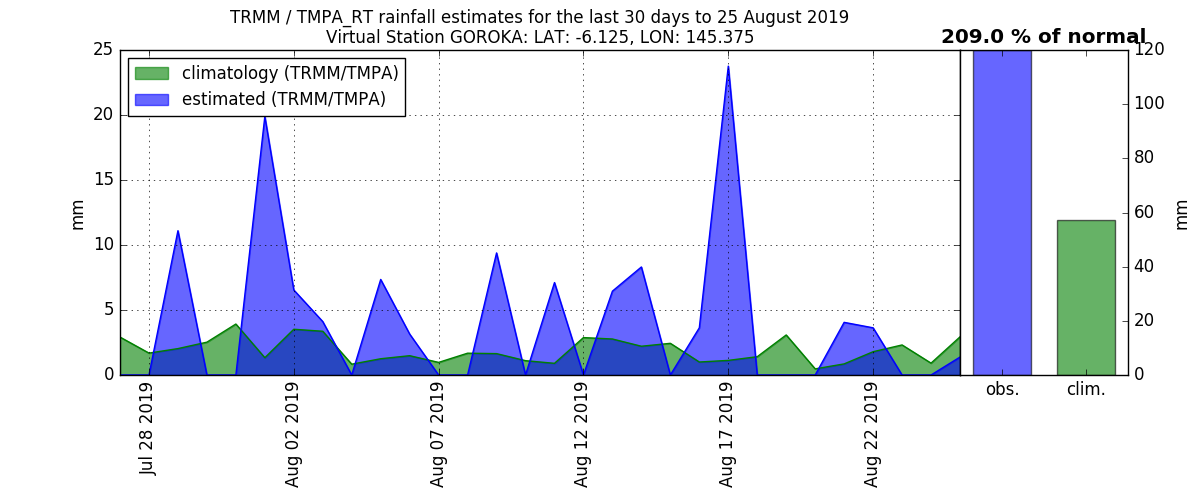 TRMM / TMPA_RT rainfall estimates for the last 30 days to 25 August 2019
Virtual Station GOROKA: LAT: -6.125, LON: 145.375
209.0 % of normal
climatology (TRMM/TMPA)
estimated (TRMM/TMPA)
25
20
15
10
5
0
mm
Jul 28 2019
Aug 02 2019
Aug 07 2019
Aug 12 2019
Aug 17 2019
Aug 22 2019
120
100
80
60
40
20
0
mm
obs.
clim.